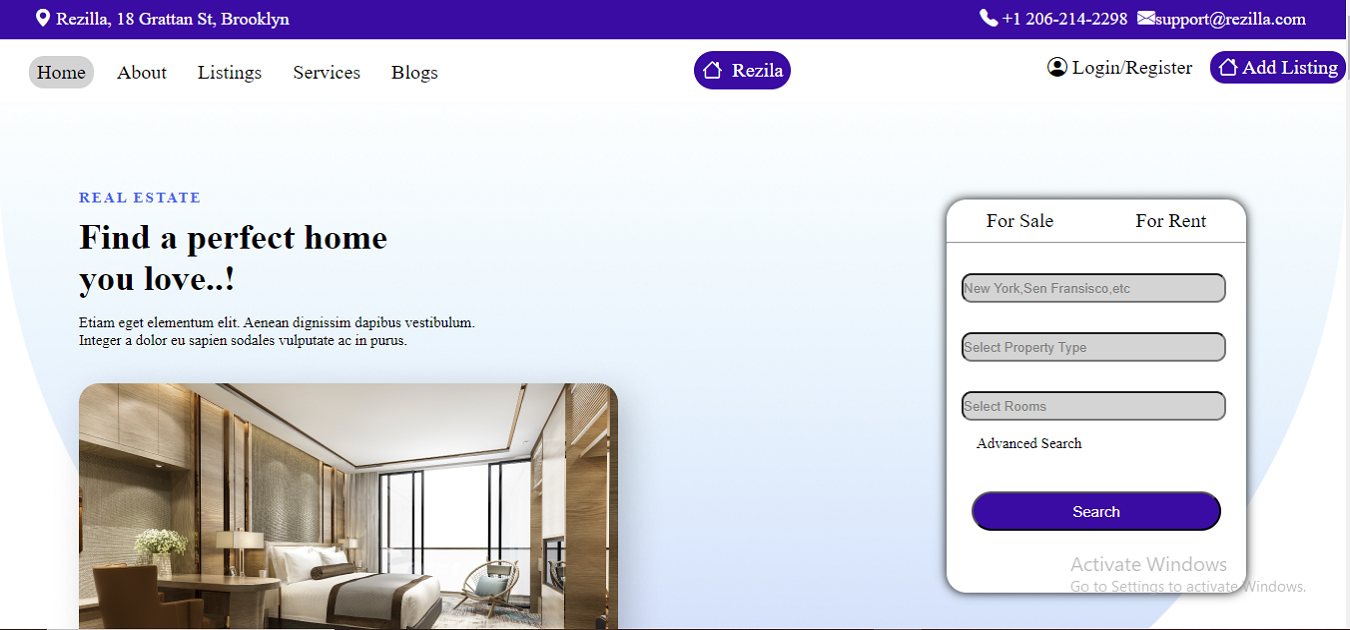 Rezilla, 18 Grattan St, Brooklyn
+1 206-214-2298
support@rezilla.com
Home
About
Listings
Services
Blogs
Rezila
Login/Register
Add Listing
REAL ESTATE
Find a perfect home
you love..!
Etiam eget elementum elit. Aenean dignissim dapibus vestibulum.
Integer a dolor eu sapien sodales vulputate ac in purus.
For Sale
For Rent
New York,Sen Fransisco,etc
Select Property Type
Select Rooms
Advanced Search
Search
Activate Windows
Go to Settings to activate Windows.